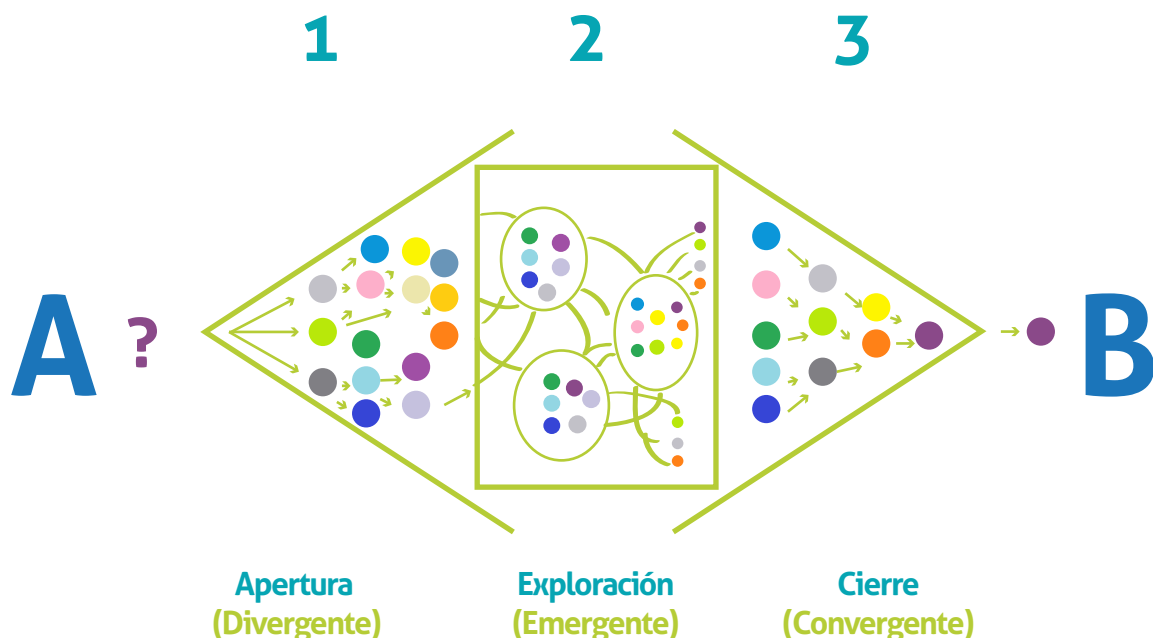 1 2 3
A ? B
Apertura Exploración Cierre
(Divergente) (Emergente) (Convergente)